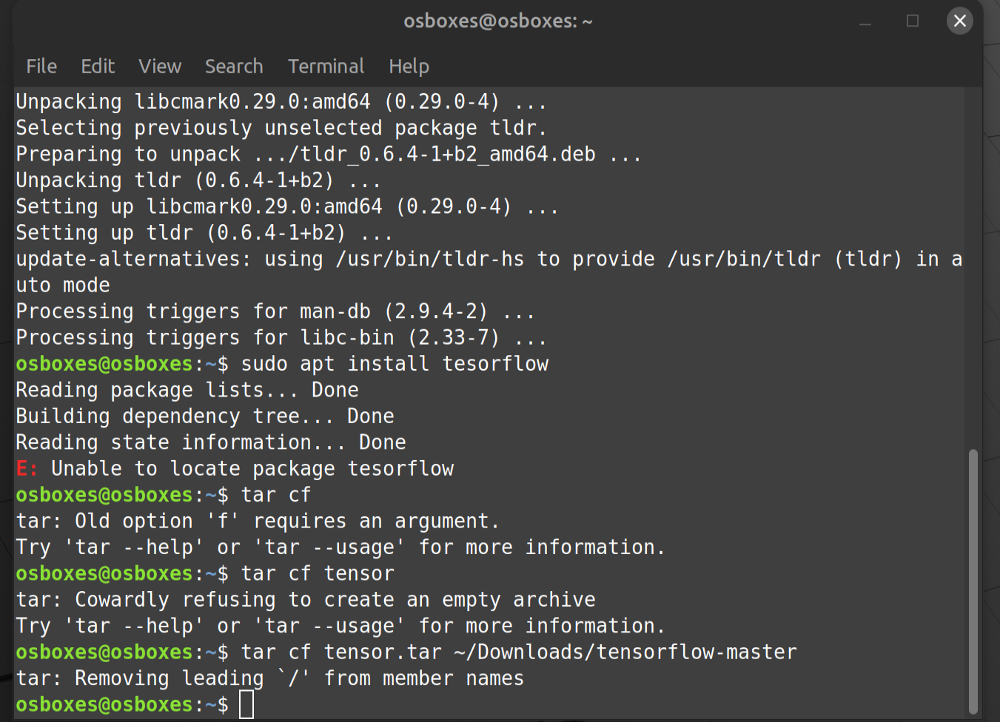 osboxes@osboxes: ~
File Edit View Search Terminal Help
Unpacking libcmark0.29.0:amd64 (0.29.0-4) ...
Selecting previously unselected package tldr.
Preparing to unpack .../tldr_0.6.4-1+b2_amd64.deb ...
Unpacking tldr (0.6.4-1+b2) ...
Setting up libcmark0.29.0:amd64 (0.29.0-4) ...
Setting up tldr (0.6.4-1+b2) ...
update-alternatives: using /usr/bin/tldr-hs to provide /usr/bin/tldr (tldr) in a
uto mode
Processing triggers for man-db (2.9.4-2) ...
Processing triggers for libc-bin (2.33-7) ...
osboxes@osboxes:~$ sudo apt install tesorflow
Reading package lists... Done
Building dependency tree... Done
Reading state information... Done
E: Unable to locate package tesorflow
osboxes@osboxes:~$ tar cf
tar: Old option 'f' requires an argument.
Try 'tar --help' or 'tar --usage' for more information.
osboxes@osboxes:~$ tar cf tensor
tar: Cowardly refusing to create an empty archive
Try 'tar --help' or 'tar --usage' for more information.
osboxes@osboxes:~$ tar cf tensor.tar ~/Downloads/tensorflow-master
tar: Removing leading `/' from member names
osboxes@osboxes:~$